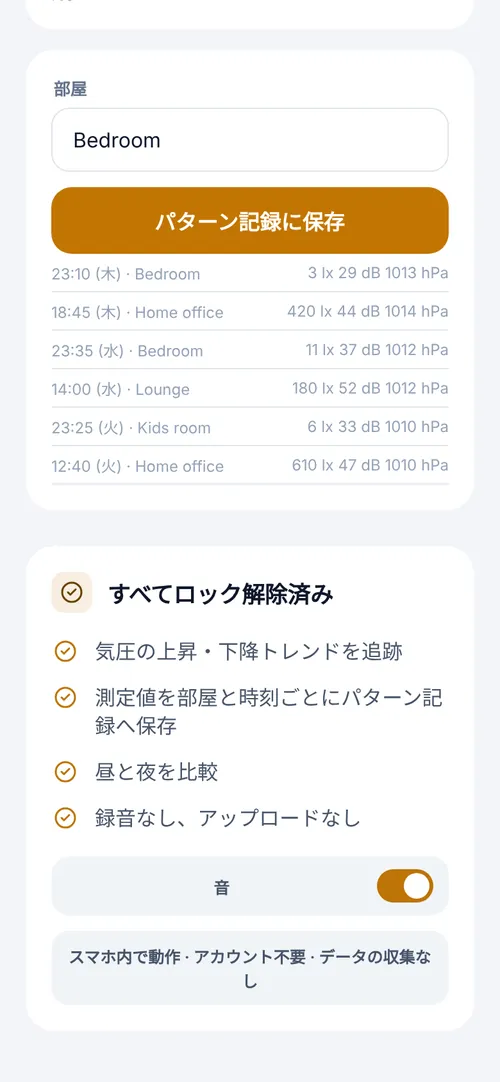 部屋
Bedroom
パターン記録に保存
23:10 (木) · Bedroom 3 lx 29 dB 1013 hPa
18:45 (木) · Home office 420 lx 44 dB 1014 hPa
23:35 (水) · Bedroom 11 lx 37 dB 1012 hPa
14:00 (水) · Lounge 180 lx 52 dB 1012 hPa
23:25 (火) · Kids room 6 lx 33 dB 1010 hPa
12:40 (火) · Home office 610 lx 47 dB 1010 hPa
すべてロック解除済み
気圧の上昇・下降トレンドを追跡
測定値を部屋と時刻ごとにパターン記
録へ保存
昼と夜を比較
録音なし、アップロードなし
音
スマホ内で動作 · アカウント不要 · データの収集な
し